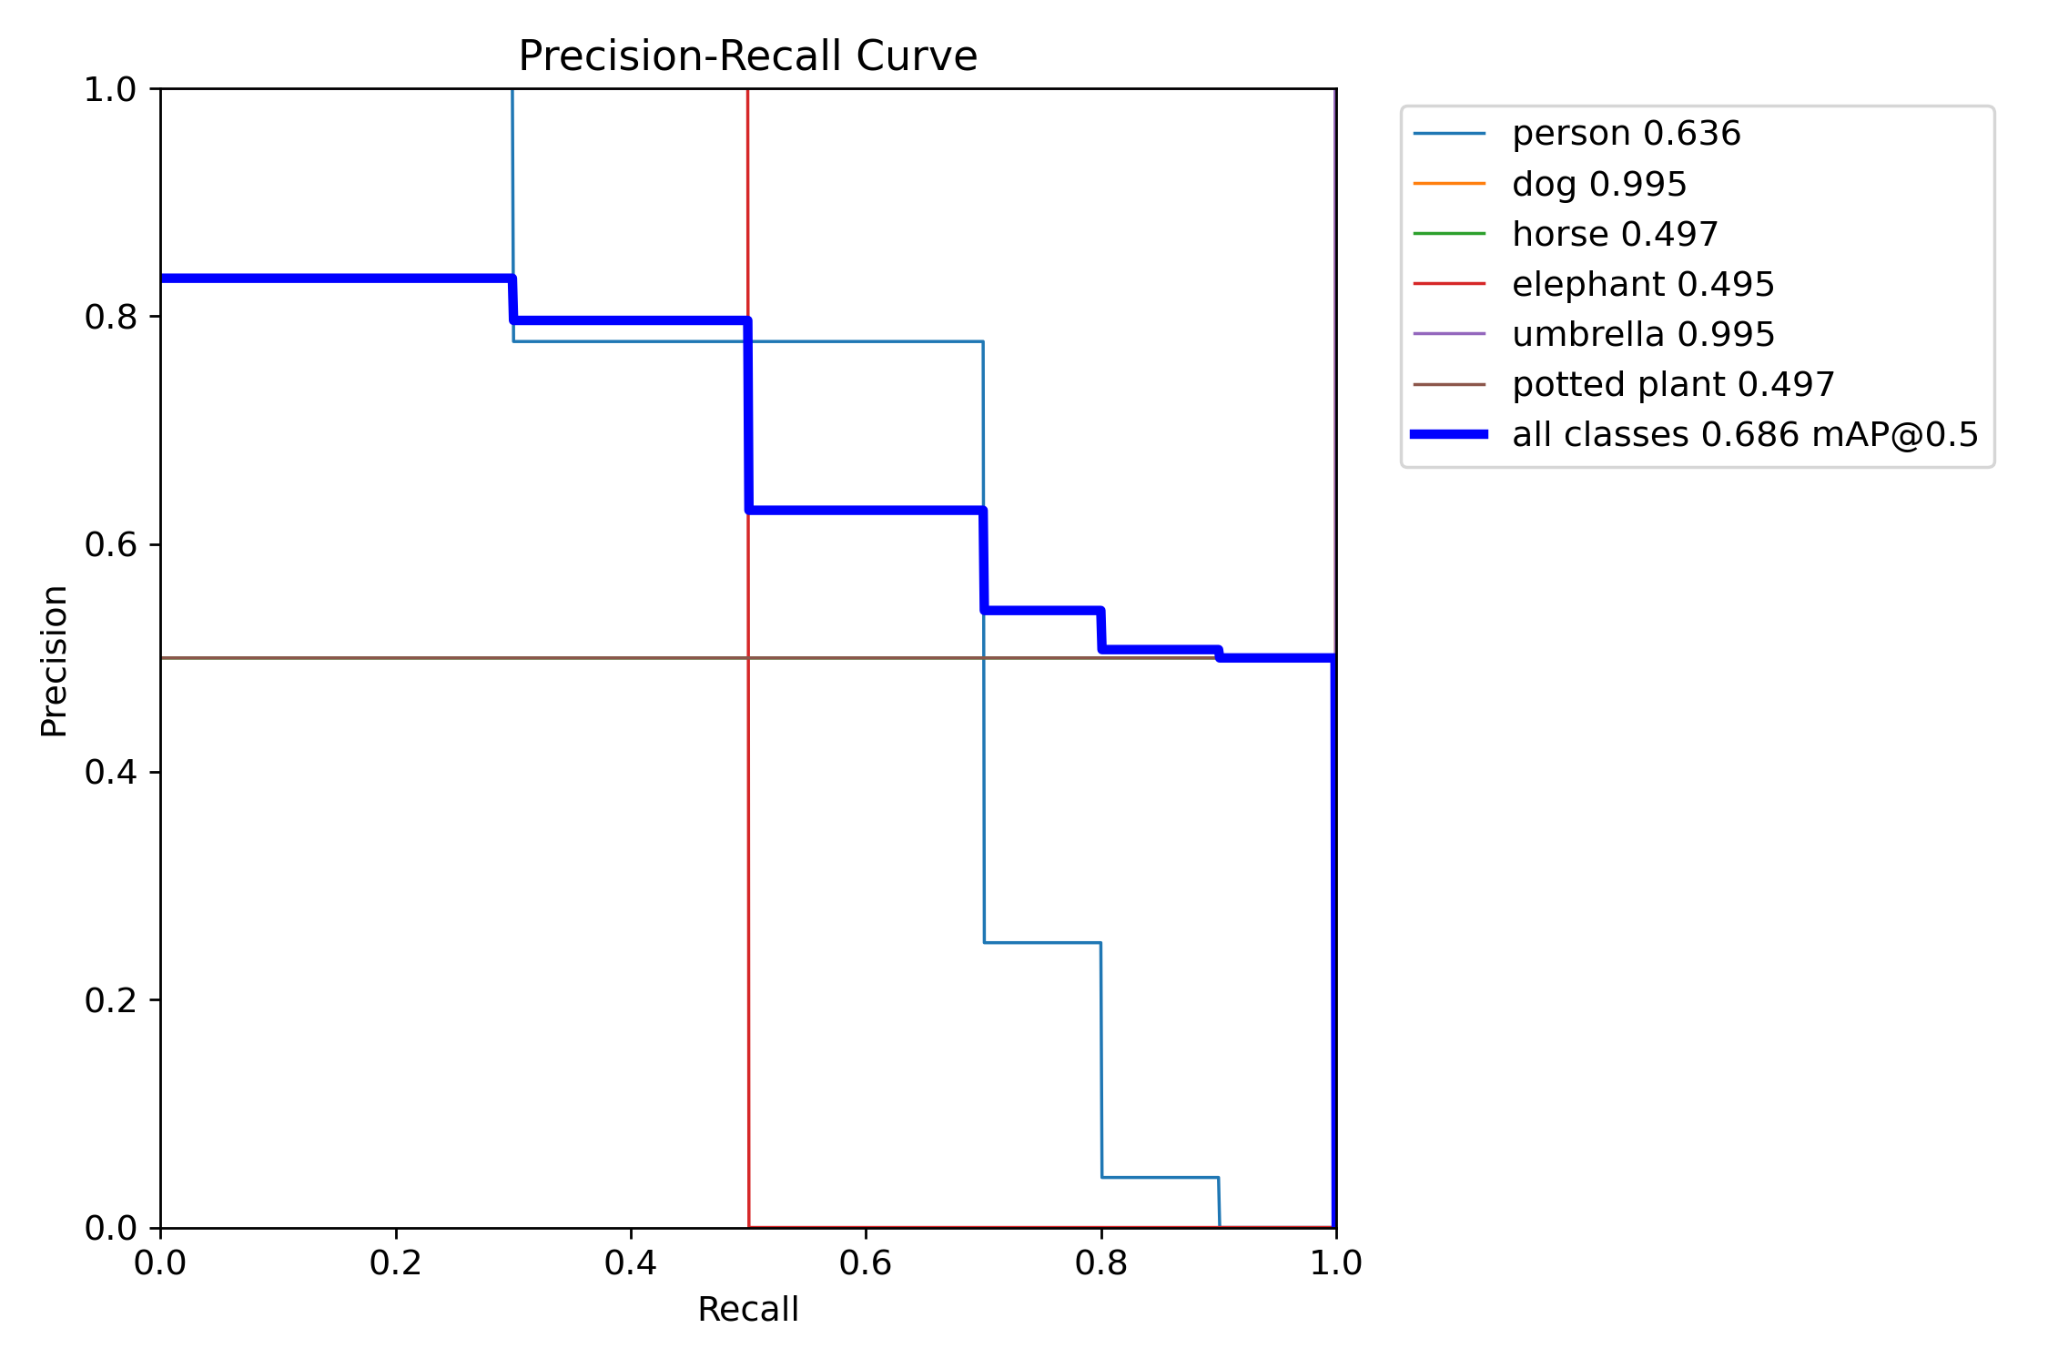 Precision-Recall Curve
1.0
0.8
0.6
0.4
0.2
0.0
Precision
0.0 0.2 0.4 0.6 0.8 1.0
Recall
person 0.636
dog 0.995
horse 0.497
elephant 0.495
umbrella 0.995
potted plant 0.497
all classes 0.686 mAP@0.5